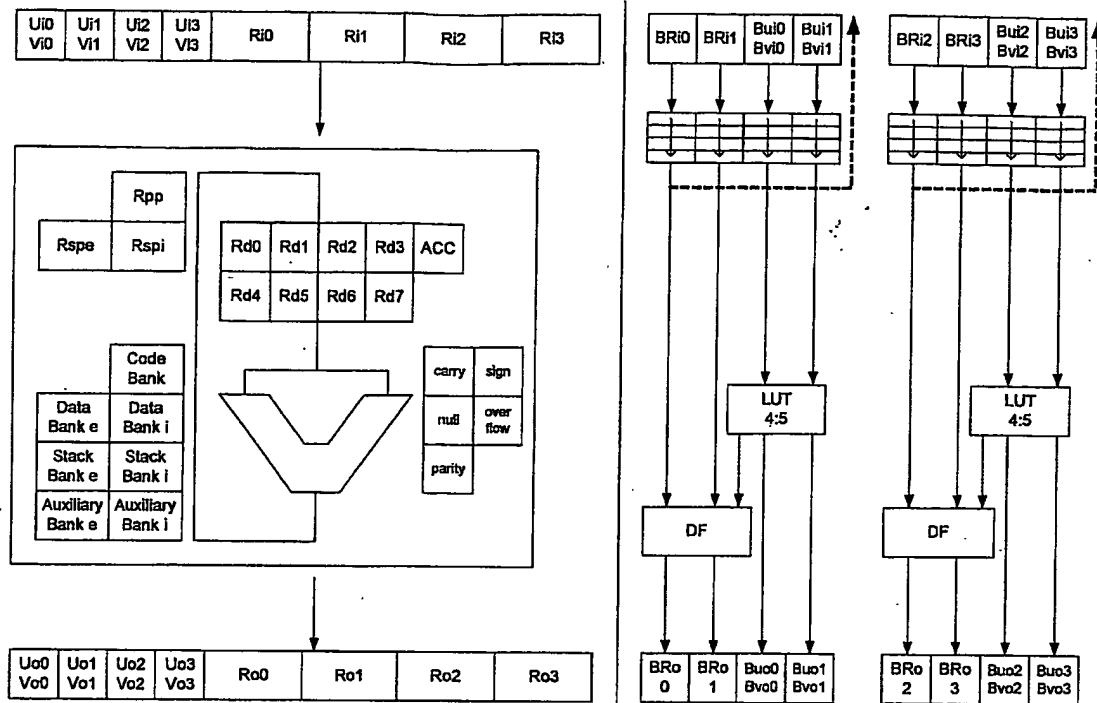 Ui0 Ui1 Ui2 Ui3 Ri0 Ri1 Ri2 Ri3
Vi0 Vi1 Vi2 Vi3
Rpp
Rspe Rspi
Rd0 Rd1 Rd2 Rd3 ACC
Rd4 Rd5 Rd6 Rd7
Code
Bank
Data Data
Bank e Bank i
Stack Stack
Bank e Bank i
Auxiliary Auxiliary
Bank e Bank i
carry sign
null over
flow
parity
Uo0 Uo1 Uo2 Uo3 Ro0 Ro1 Ro2 Ro3
Vo0 Vo1 Vo2 Vo3
BRi0 BRi1 Bui0 Bui1
Bvi0 Bvi1
LUT
4:5
DF
BRo BRo Buo0 Buo1
0 1 Bvo0 Bvo1
BRi2 BRi3 Bui2 Bui3
Bvi2 Bvi3
LUT
4:5
DF
BRo BRo Buo2 Buo3
2 3 Bvo2 Bvo3